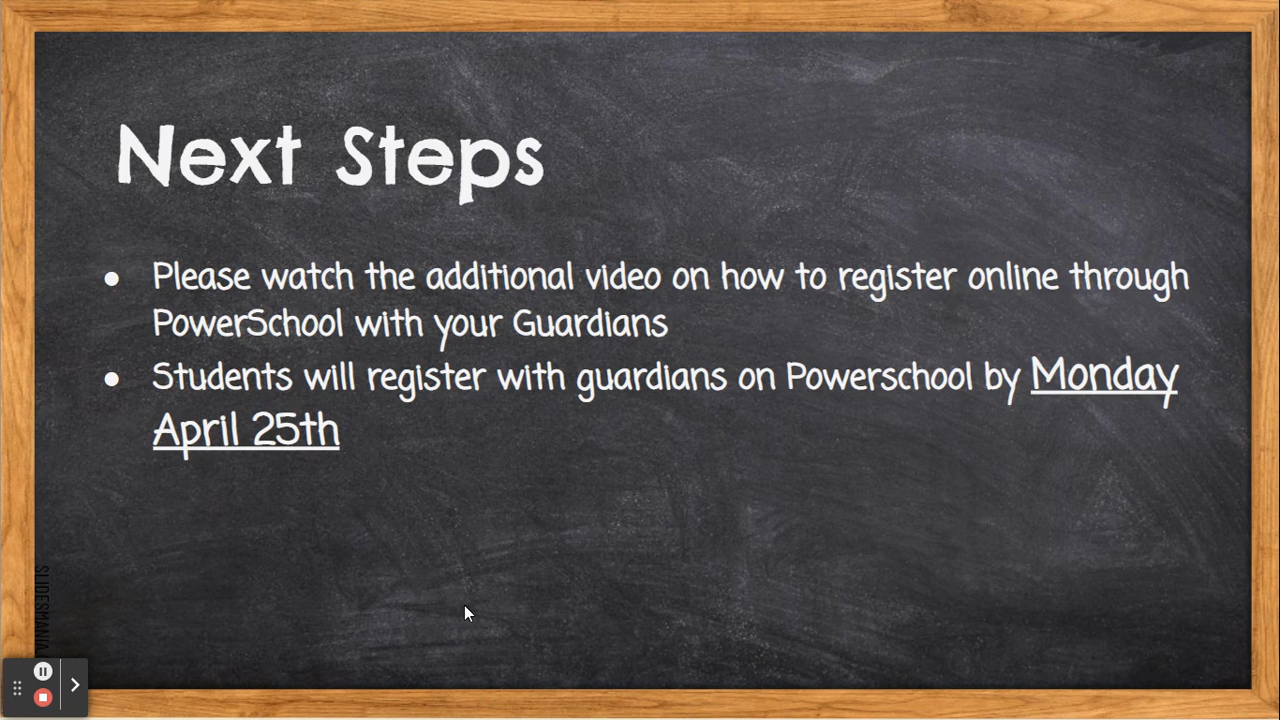 Next Steps
● Please watch the additional video on how to register online through
PowerSchool with your Guardians
● Students will register with guardians on Powerschool by Monday
April 25th
SLIDESMANIA